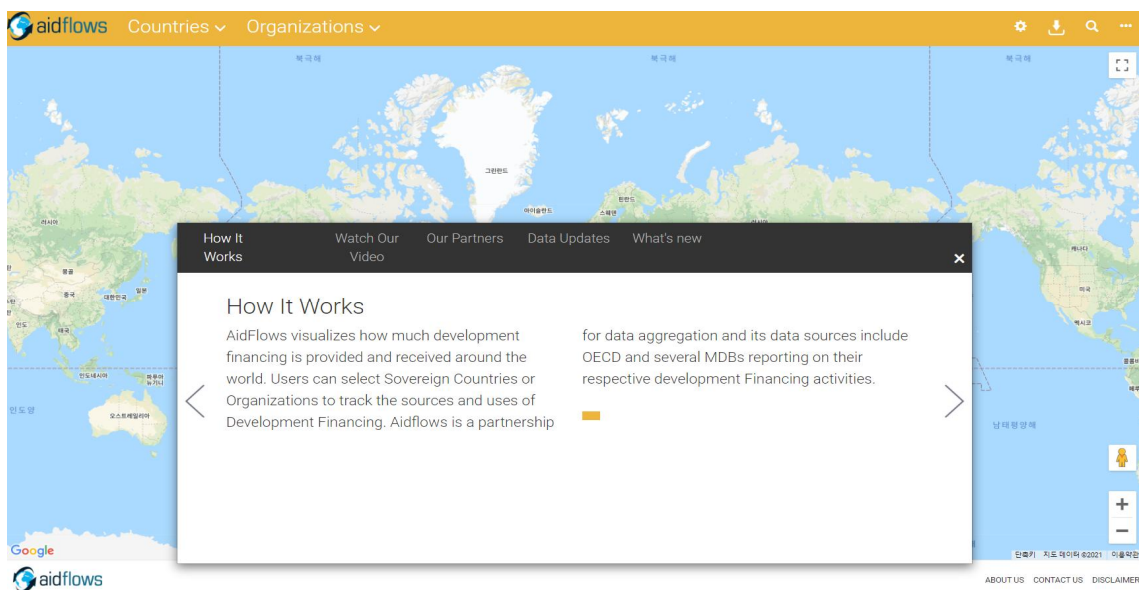 aidflows Countries Organizations
북극해 북극해 북극해
그린란드
아이슬란드
핀란드
스웨덴
러시아
러시아
캐나다
몽골
미국
중국 대한민국 일본
멕시코
인도
태국
인도네시아
파푸아
뉴기니
인도양
오스트레일리아
남태평양해
How It
Works
Watch Our
Video
Our Partners
Data Updates
What's new
×
How It Works
AidFlows visualizes how much development
financing is provided and received around the
world. Users can select Sovereign Countries or
Organizations to track the sources and uses of
Development Financing. Aidflows is a partnership
for data aggregation and its data sources include
OECD and several MDBs reporting on their
respective development Financing activities.
Google
단축키 지도 데이터 ©2021 이용약관
aidflows
ABOUT US CONTACT US DISCLAIMER